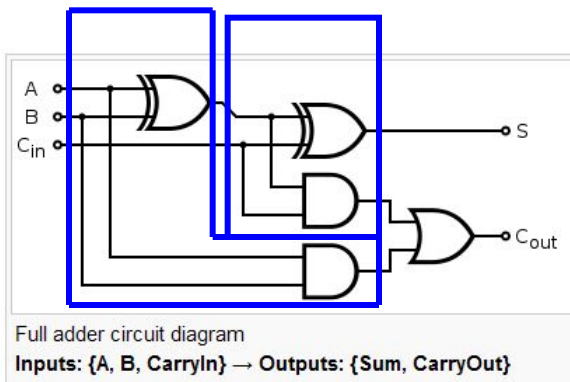 A
B
Cin
S
Cout
Full adder circuit diagram
Inputs: {A, B, CarryIn} → Outputs: {Sum, CarryOut}